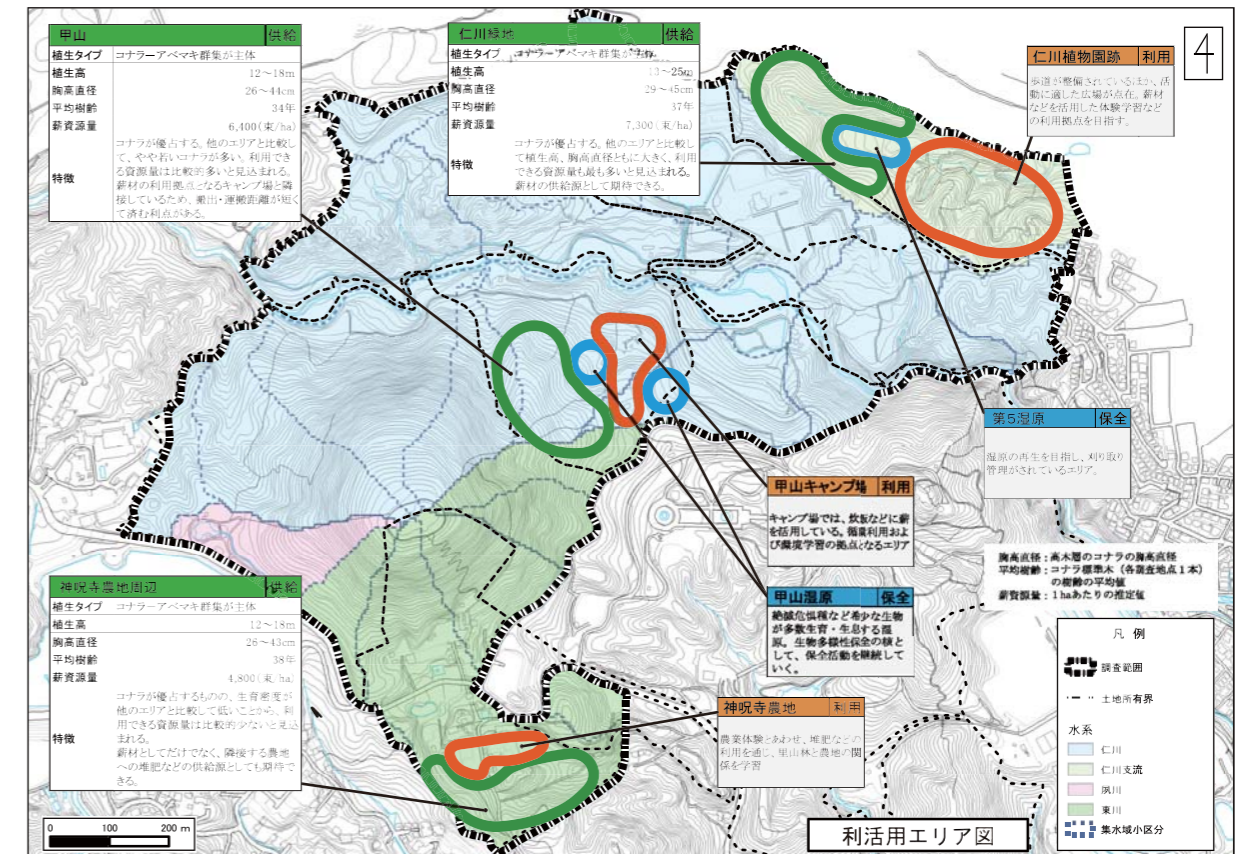 4
甲山 供給
植生タイプ コナラーアベマキ群集が主体
植生高 12～18m
胸高直径 26～44cm
平均樹齢 34年
薪資源量 6,400(束/ha)
特徴
コナラが優占する。他のエリアと比較し
て、やや若いコナラが多い。利用でき
る資源量は比較的多いと見込まれる。
薪材の利用拠点となるキャンプ場と隣
接しているため、搬出・運搬距離が短く
て済む利点がある。
仁川緑地 供給
植生タイプ コナラーアベマキ群集が主体
植生高 13～25m
胸高直径 29～45cm
平均樹齢 37年
薪資源量 7,300(束/ha)
特徴
コナラが優占する。他のエリアと比較し
て植生高、胸高直径ともに大きく、利用
できる資源量も最も多いと見込まれる。
薪材の供給源として期待できる。
仁川植物園跡 利用
歩道が整備されているほか、活
動に適した広場が点在。薪材
などを活用した体験学習など
の利用拠点を目指す。
第5湿原 保全
湿原の再生を目指し、刈り取り
管理がされているエリア。
甲山キャンプ場 利用
キャンプ場では、炊飯などに薪
を活用している。循環利用およ
び環境学習の拠点となるエリア
甲山湿原 保全
絶滅危惧種など希少な生物
が多数生育・生息する湿
原。生物多様性保全の核と
して、保全活動を継続して
いく。
胸高直径：高木層のコナラの胸高直径
平均樹齢：コナラ標準木（各調査地点１本）
の樹齢の平均値
薪資源量：１haあたりの推定値
神呪寺農地周辺 供給
植生タイプ コナラーアベマキ群集が主体
植生高 12～18m
胸高直径 26～43cm
平均樹齢 38年
薪資源量 4,800(束/ha)
特徴
コナラが優占するものの、生育密度が
他のエリアと比較して低いことから、利
用できる資源量は比較的少ないと見込
まれる。
薪材としてだけでなく、隣接する農地
への堆肥などの供給源としても期待で
きる。
神呪寺農地 利用
農業体験とあわせ、堆肥などの
利用を通じ、里山林と農地の関
係を学習
凡 例
調査範囲
土地所有界
水系
仁川
仁川支流
夙川
東川
集水域小区分
0 100 200 m
利活用エリア図